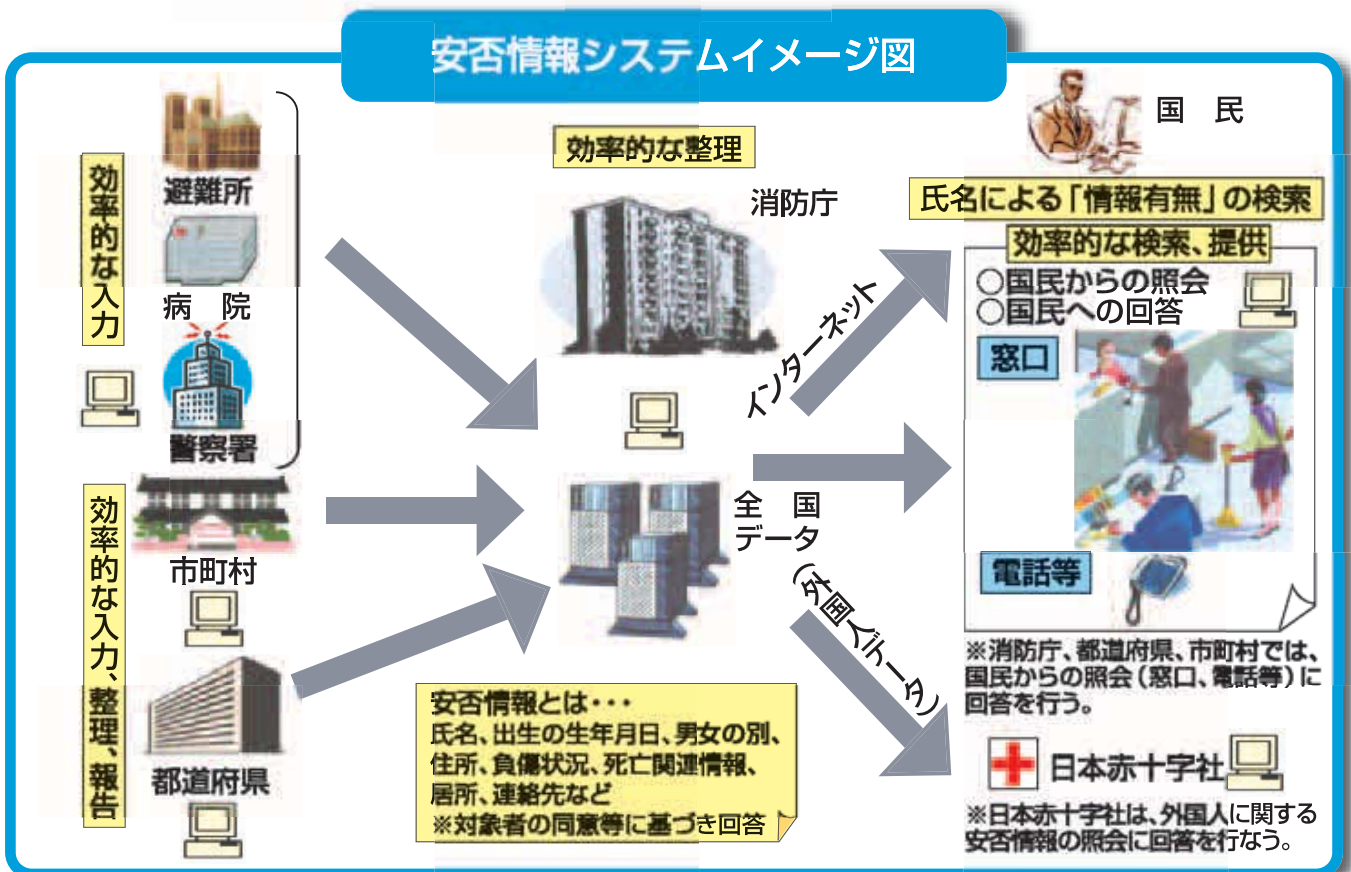 安否情報システムイメージ図
効率的な入力
避難所
病　院
警察署
効率的な入力、整理、報告
市町村
都道府県
効率的な整理
消防庁
全　国
データ
インターネット
（外国人データ）
安否情報とは・・・
氏名、出生の生年月日、男女の別、
住所、負傷状況、死亡関連情報、
居所、連絡先など
※対象者の同意等に基づき回答
国　民
氏名による「情報有無」の検索
効率的な検索、提供
○国民からの照会
○国民への回答
窓口
電話等
※消防庁、都道府県、市町村では、
国民からの照会（窓口、電話等）に
回答を行う。
日本赤十字社
※日本赤十字社は、外国人に関する
安否情報の照会に回答を行なう。